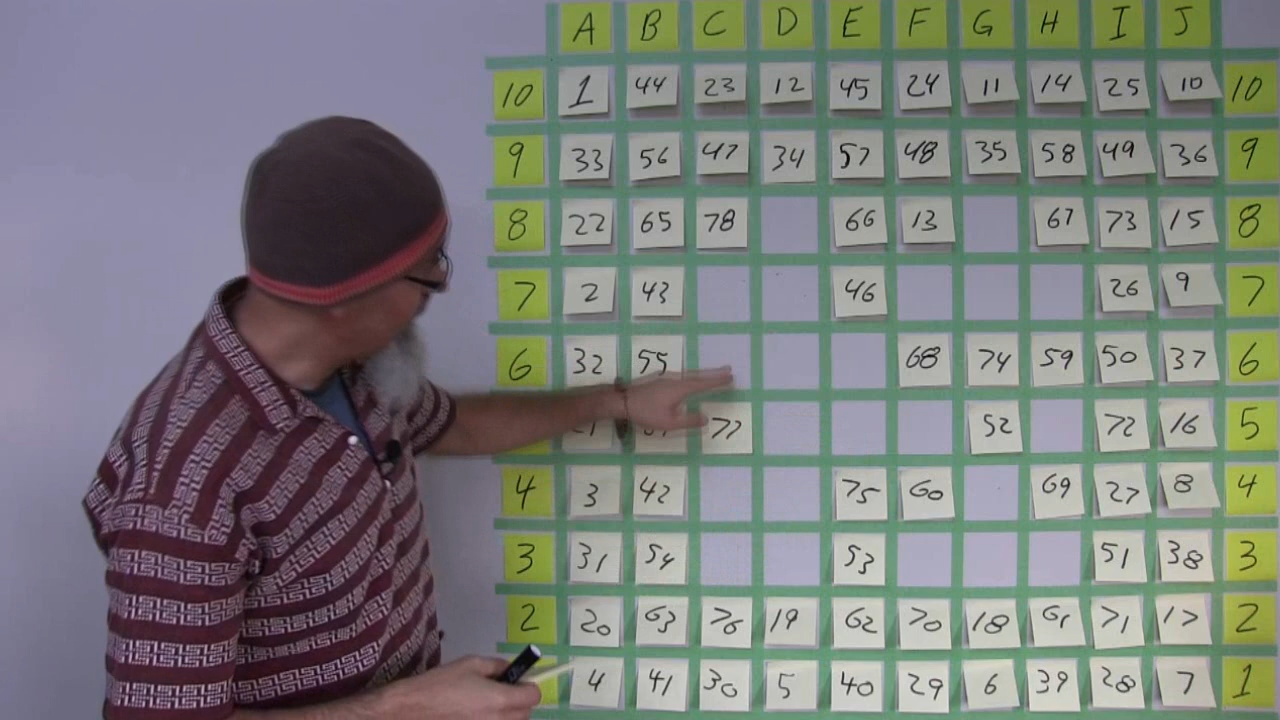 A B C D E F G H I J
10 1 44 23 12 45 24 11 14 25 10 10
9 33 56 47 34 57 48 35 58 49 36 9
8 22 65 78 66 13 67 73 15 8
7 2 43 46 26 9 7
6 32 55 68 74 59 50 37 6
77 52 72 16 5
4 3 42 75 60 69 27 8 4
3 31 54 53 51 38 3
2 20 63 76 19 62 70 18 61 71 17 2
4 41 30 5 40 29 6 39 28 7 1